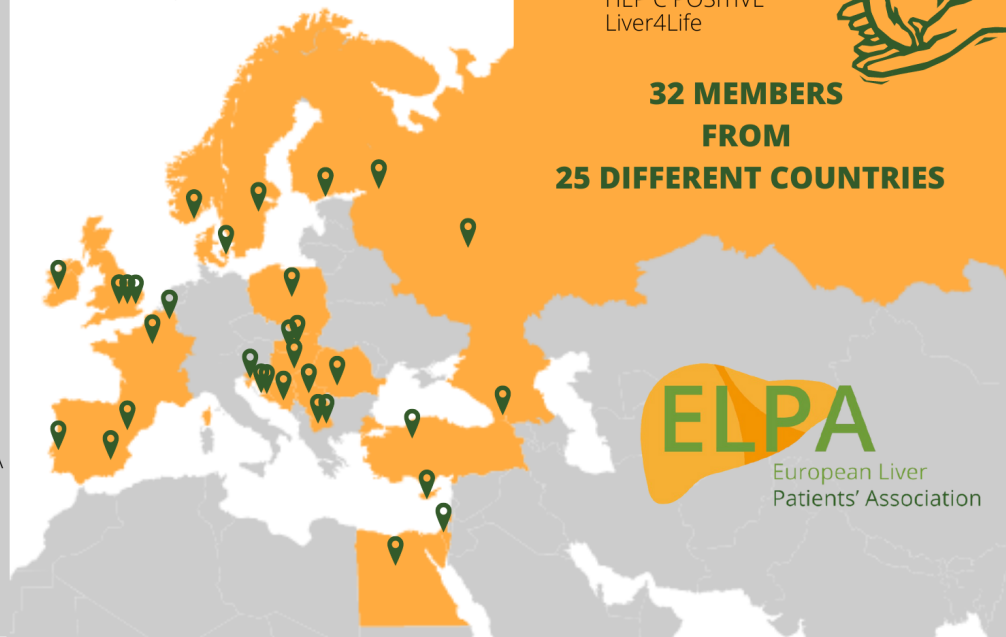 Liver4Life
32 MEMBERS
FROM
25 DIFFERENT COUNTRIES
ELPA
European Liver
Patients' Association